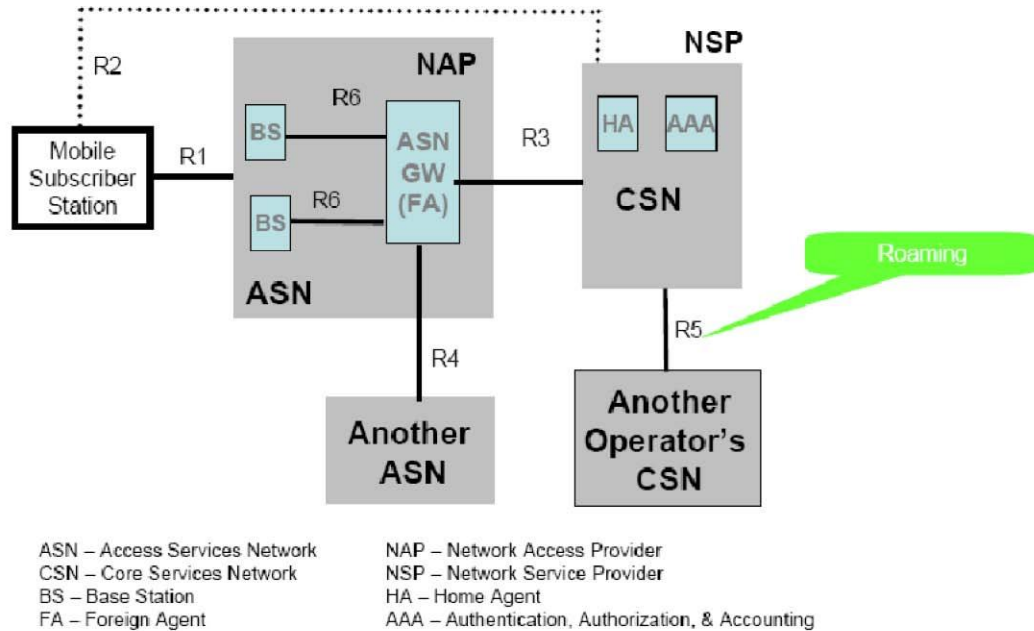 R2
NAP
NSP
R6
BS
ASN
GW
(FA)
HA
AAA
R3
Mobile
Subscriber
Station
R1
R6
BS
CSN
ASN
Roaming
R4
R5
Another
ASN
Another
Operator's
CSN
ASN – Access Services Network
CSN – Core Services Network
BS – Base Station
FA – Foreign Agent
NAP – Network Access Provider
NSP – Network Service Provider
HA – Home Agent
AAA – Authentication, Authorization, & Accounting